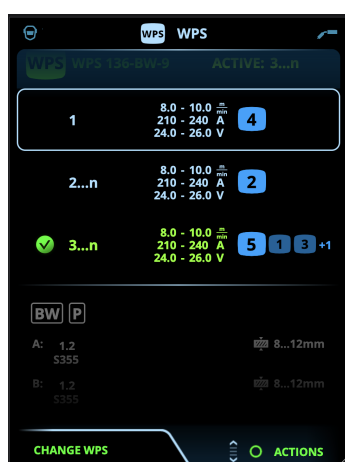 WPS WPS
WPS WPS 136-BW-9 ACTIVE: 3...n
1 8.0 - 10.0 m/min 4
210 - 240 A
24.0 - 26.0 V
2...n 8.0 - 10.0 m/min 2
210 - 240 A
24.0 - 26.0 V
3...n 8.0 - 10.0 m/min 5 1 3 +1
210 - 240 A
24.0 - 26.0 V
BW P
A: 1.2 8...12mm
S355
B: 1.2 8...12mm
S355
CHANGE WPS ACTIONS